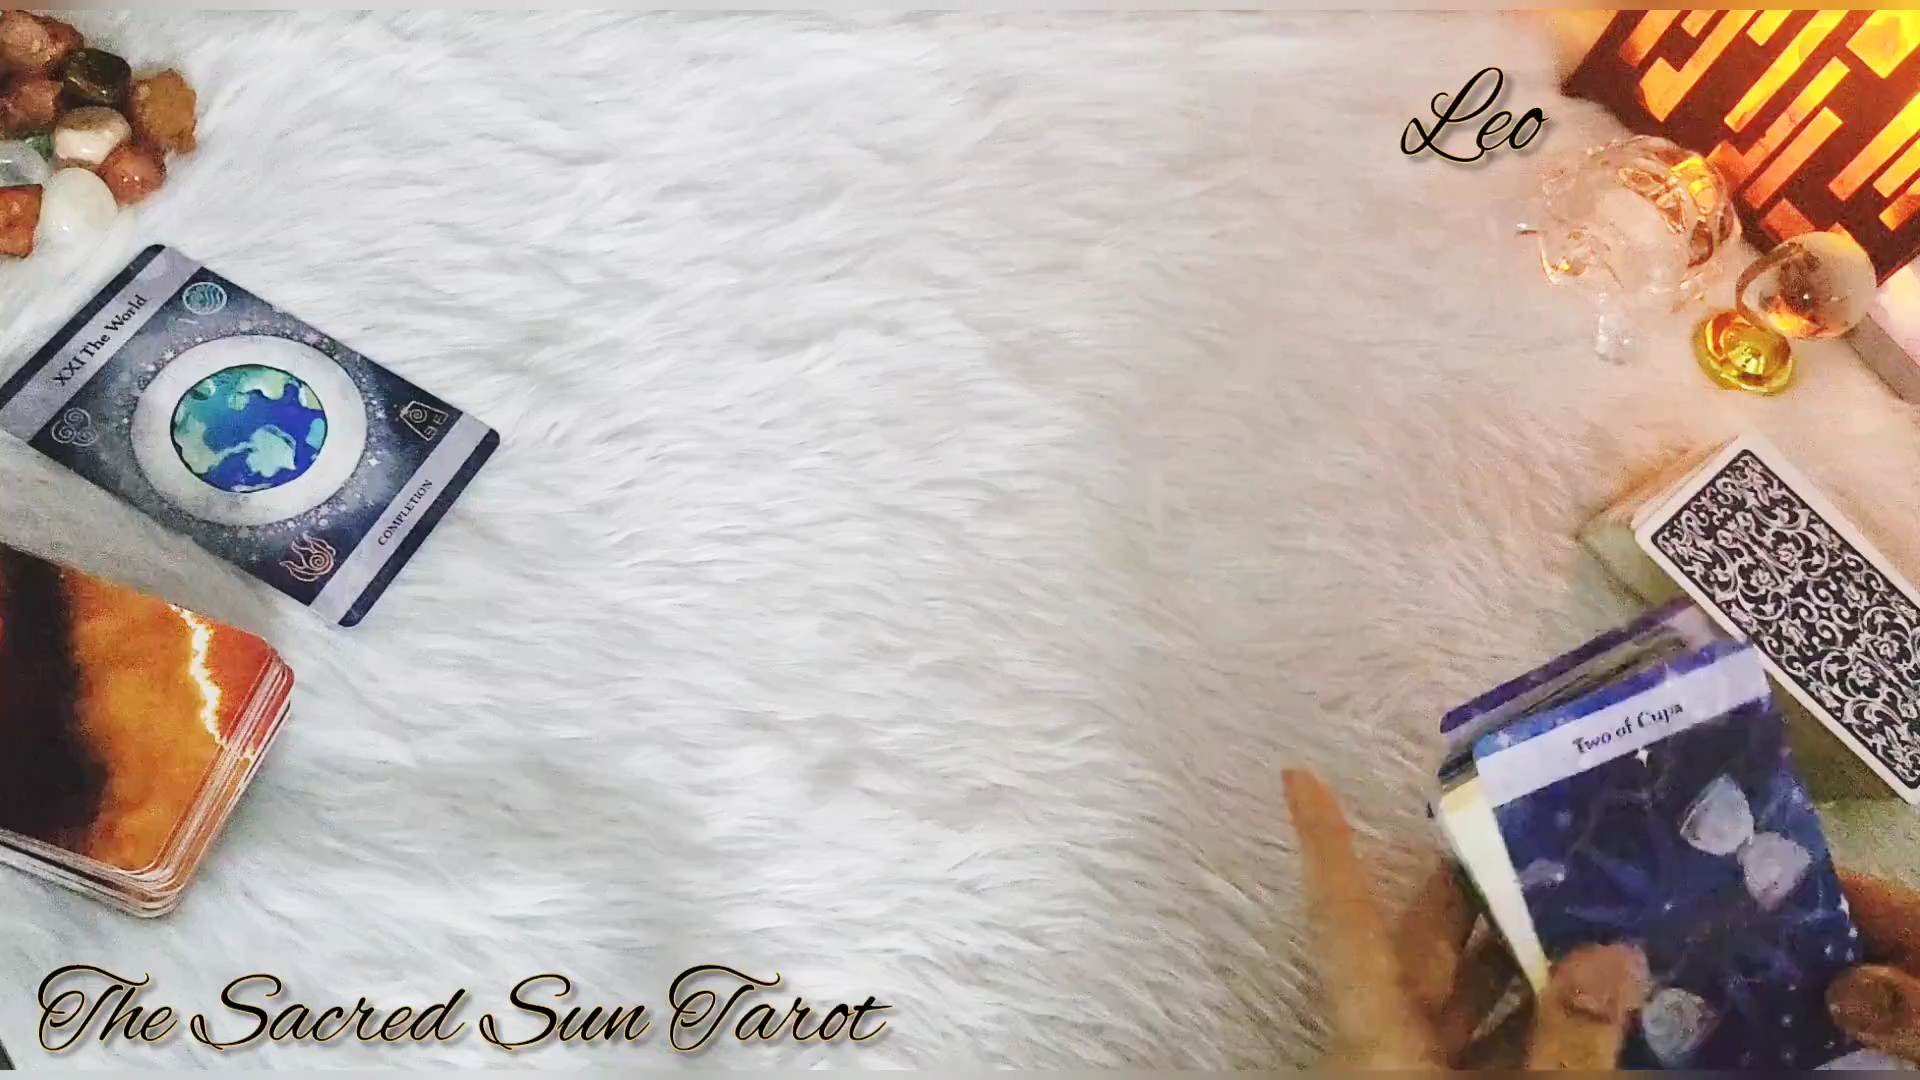 Leo
XXI The World
COMPLETION
Two of Cups
The Sacred Sun Tarot